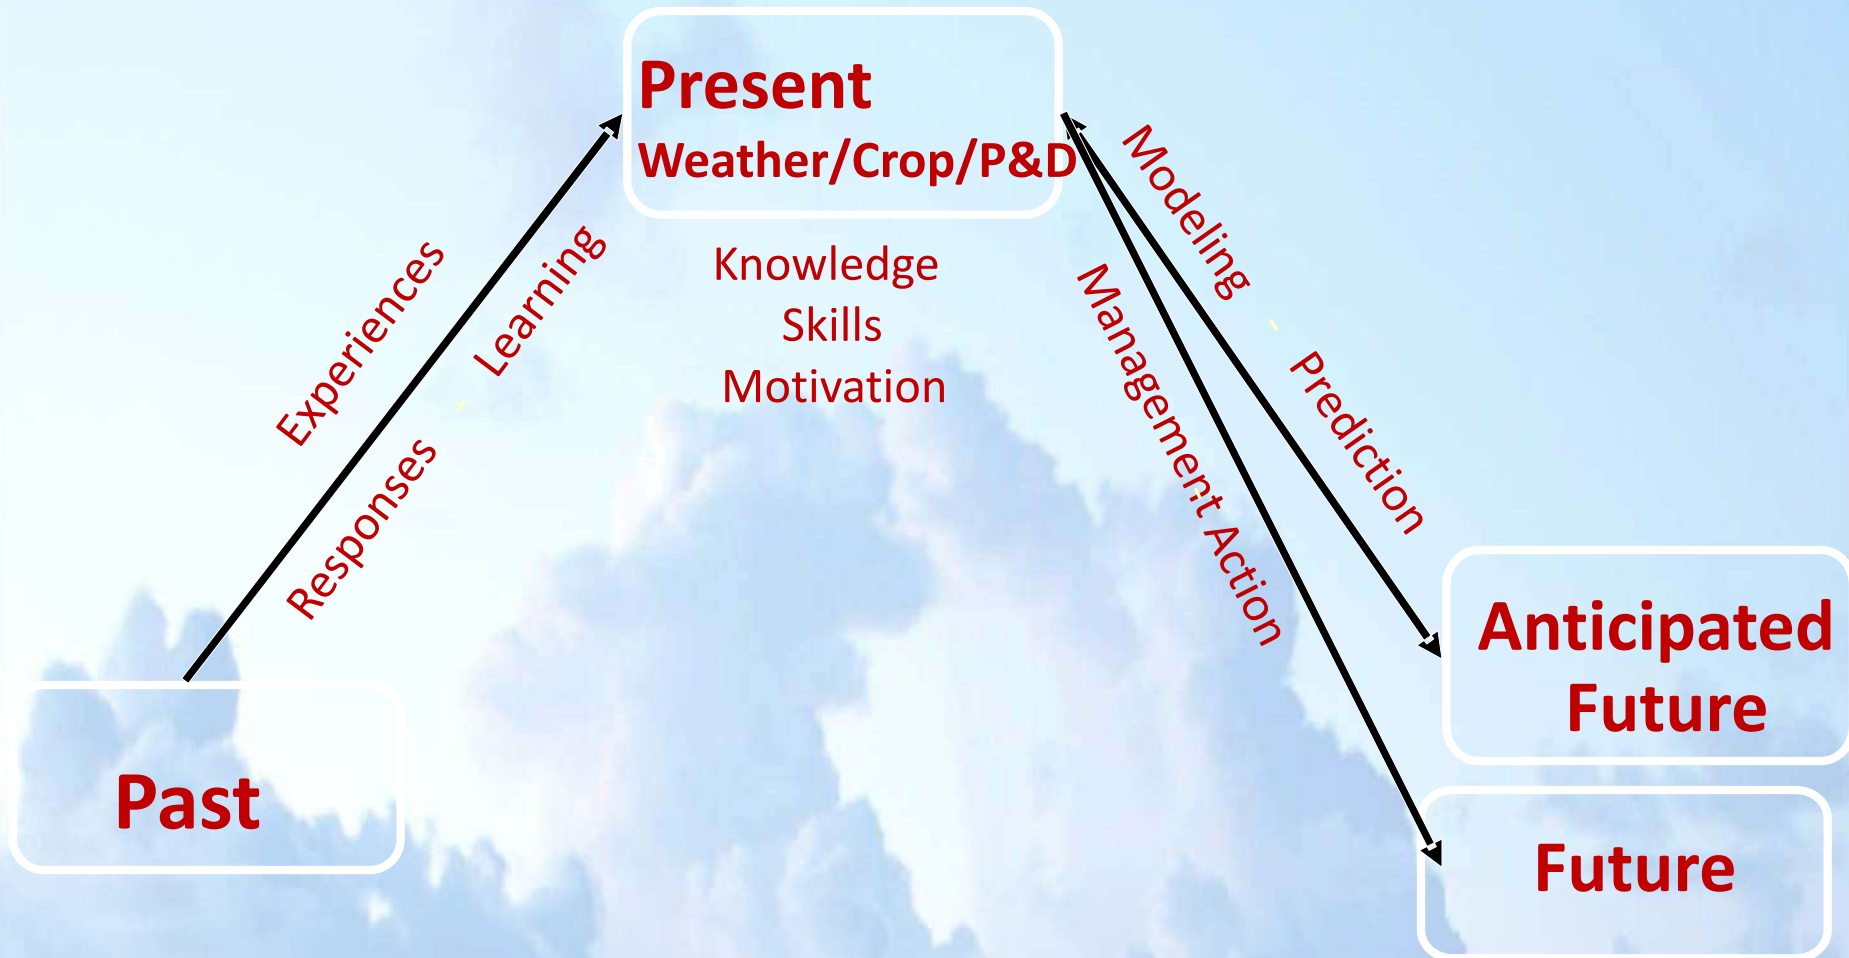 Present
Weather/Crop/P&D
Experiences
Learning
Responses
Knowledge
Skills
Motivation
Modeling
Prediction
Management Action
Past
Anticipated
Future
Future